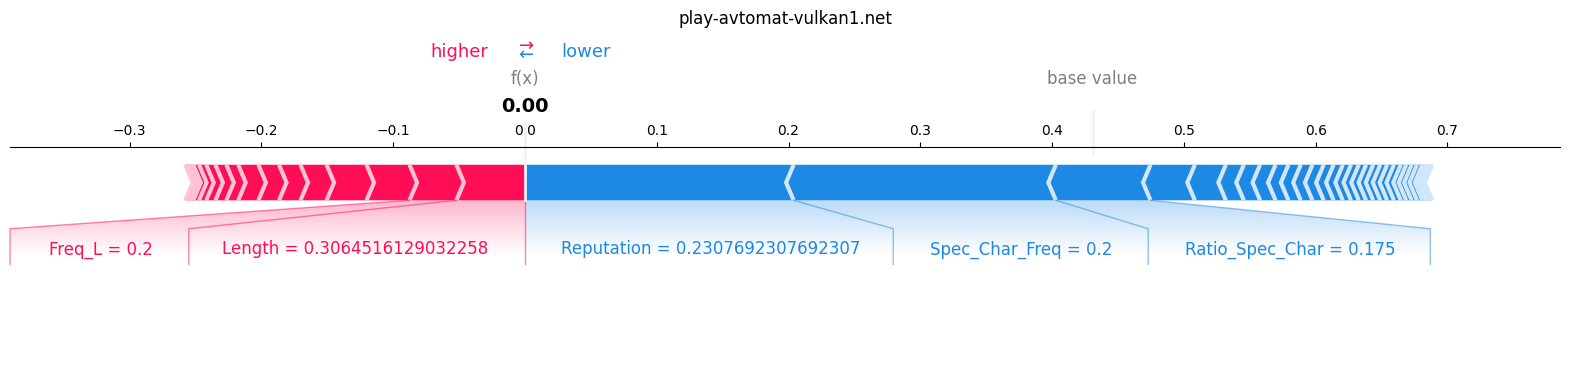 play-avtomat-vulkan1.net
higher ⇄ lower
f(x) base value
0.00
−0.3 −0.2 −0.1 0.0 0.1 0.2 0.3 0.4 0.5 0.6 0.7
Freq_L = 0.2 Length = 0.3064516129032258 Reputation = 0.2307692307692307 Spec_Char_Freq = 0.2 Ratio_Spec_Char = 0.175